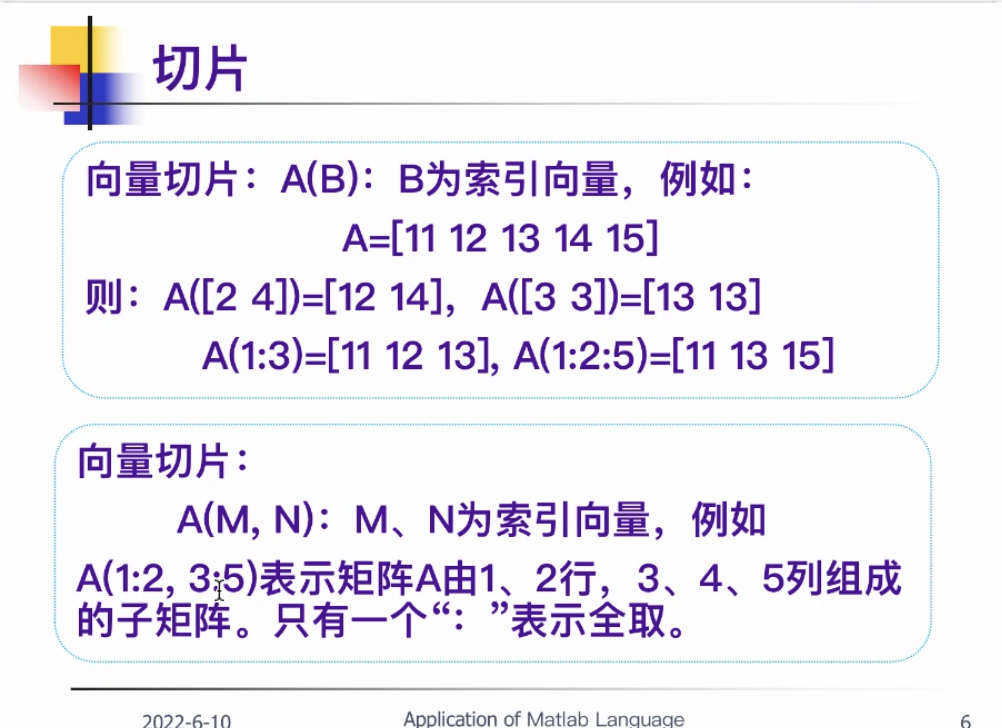 切片
向量切片：A(B)：B为索引向量，例如：
A=[11 12 13 14 15]
则：A([2 4])=[12 14]，A([3 3])=[13 13]
A(1:3)=[11 12 13], A(1:2:5)=[11 13 15]
向量切片：
A(M, N)：M、N为索引向量，例如
A(1:2, 3:5)表示矩阵A由1、2行，3、4、5列组成
的子矩阵。只有一个“：”表示全取。
2022-6-10
Application of Matlab Language
6